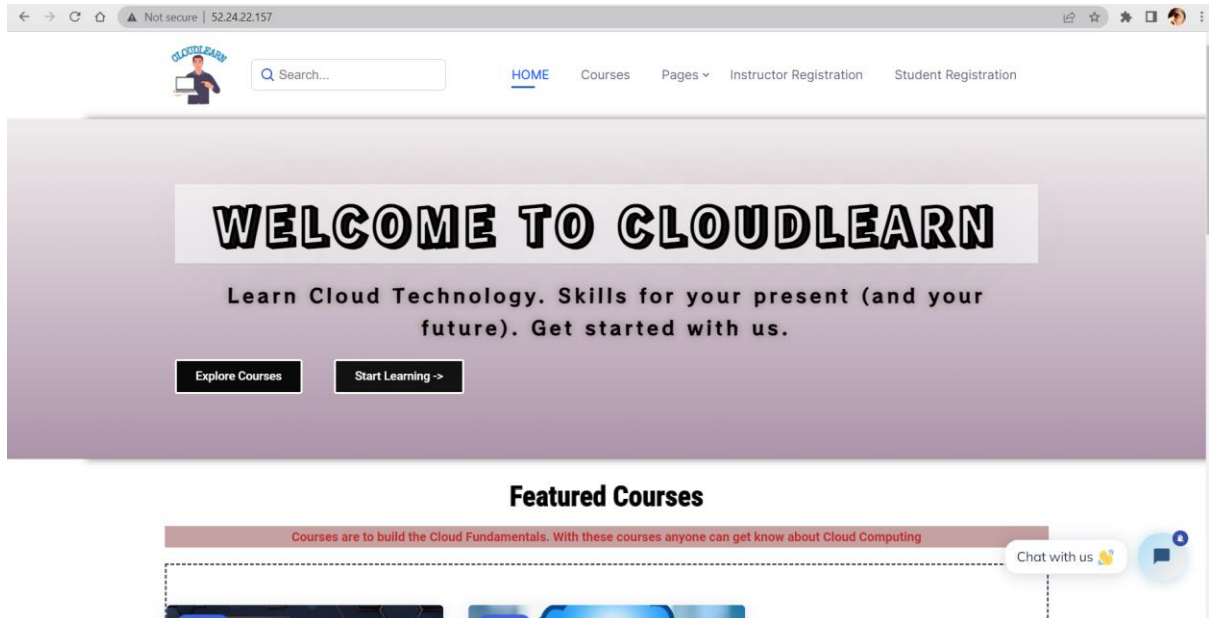 Not secure | 52.24.22.157
CLOUDLEARN
Search...
HOME
Courses
Pages
Instructor Registration
Student Registration
WELCOME TO CLOUDLEARN
Learn Cloud Technology. Skills for your present (and your
future). Get started with us.
Explore Courses
Start Learning ->
Featured Courses
Courses are to build the Cloud Fundamentals. With these courses anyone can get know about Cloud Computing
Chat with us 👋